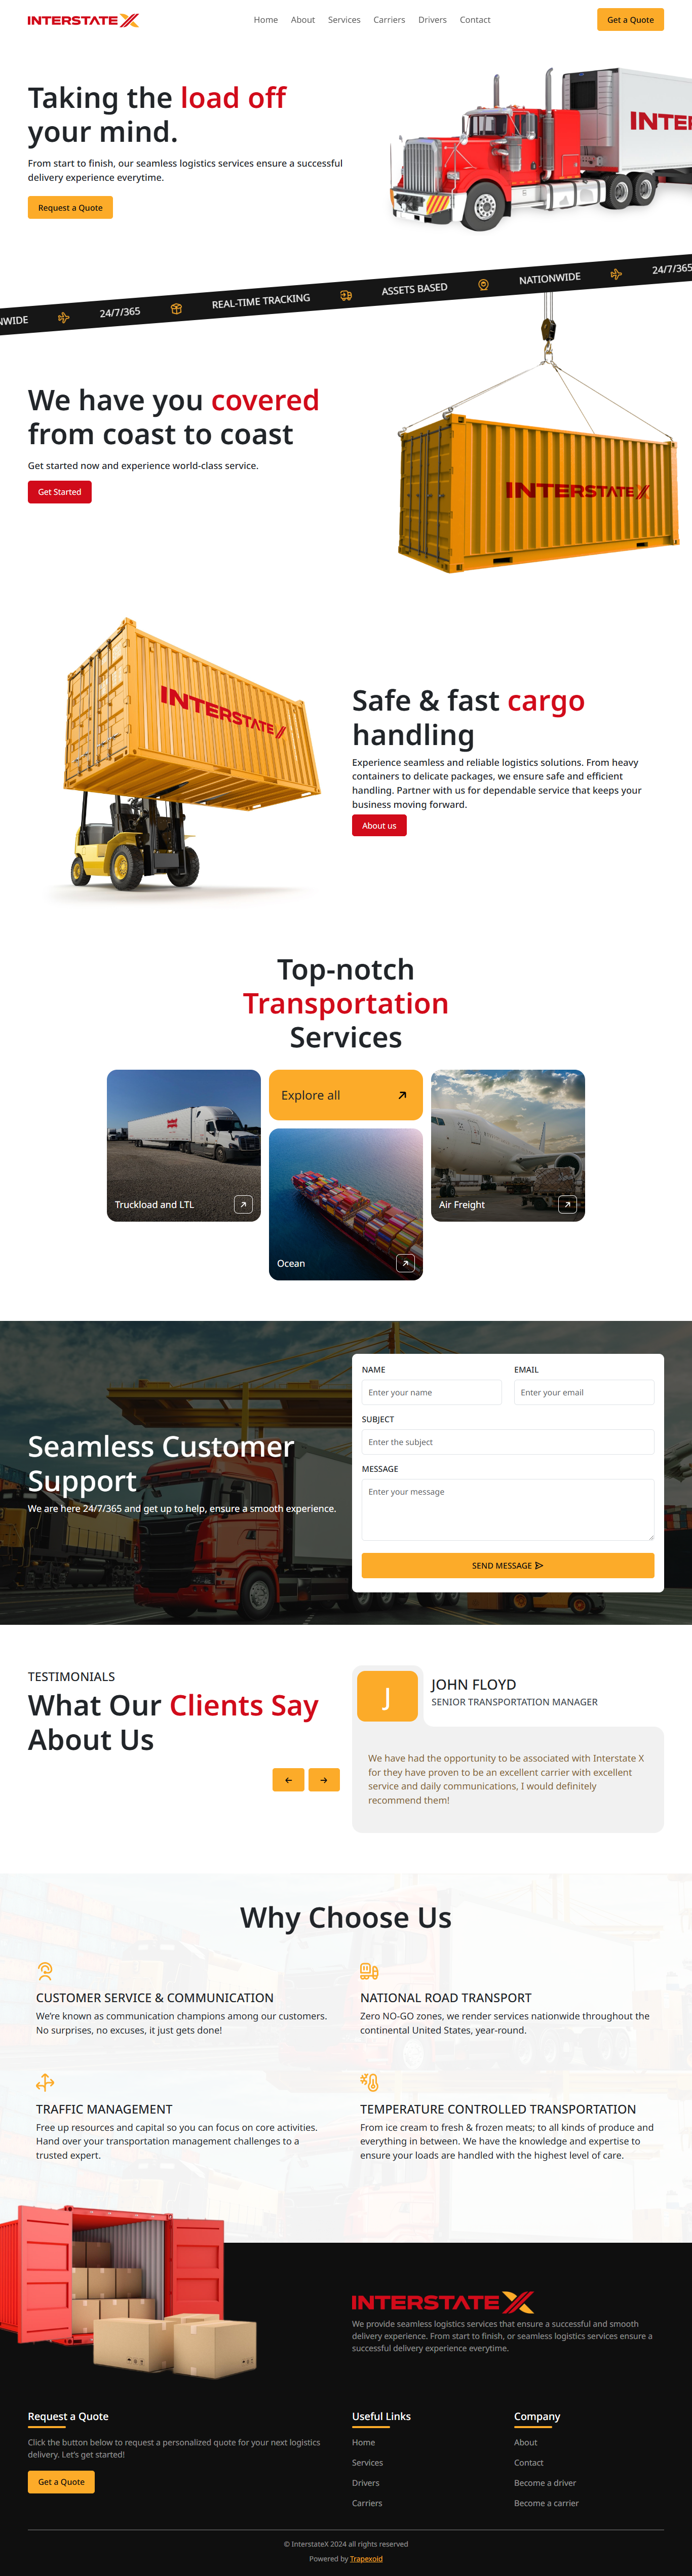 INTERSTATE X
Home About Services Carriers Drivers Contact
Get a Quote
Taking the load off
your mind.
From start to finish, our seamless logistics services ensure a successful
delivery experience everytime.
Request a Quote
INTE
NWIDE 24/7/365 REAL-TIME TRACKING ASSETS BASED NATIONWIDE 24/7/365
We have you covered
from coast to coast
Get started now and experience world-class service.
Get Started
INTERSTATE X
INTERSTATE X
Safe & fast cargo
handling
Experience seamless and reliable logistics solutions. From heavy
containers to delicate packages, we ensure safe and efficient
handling. Partner with us for dependable service that keeps your
business moving forward.
About us
Top-notch
Transportation
Services
Explore all
Truckload and LTL
Air Freight
Ocean
Seamless Customer
Support
We are here 24/7/365 and get up to help, ensure a smooth experience.
NAME EMAIL
Enter your name Enter your email
SUBJECT
Enter the subject
MESSAGE
Enter your message
SEND MESSAGE
TESTIMONIALS
What Our Clients Say
About Us
J
JOHN FLOYD
SENIOR TRANSPORTATION MANAGER
We have had the opportunity to be associated with Interstate X
for they have proven to be an excellent carrier with excellent
service and daily communications, I would definitely
recommend them!
Why Choose Us
CUSTOMER SERVICE & COMMUNICATION
We're known as communication champions among our customers.
No surprises, no excuses, it just gets done!
NATIONAL ROAD TRANSPORT
Zero NO-GO zones, we render services nationwide throughout the
continental United States, year-round.
TRAFFIC MANAGEMENT
Free up resources and capital so you can focus on core activities.
Hand over your transportation management challenges to a
trusted expert.
TEMPERATURE CONTROLLED TRANSPORTATION
From ice cream to fresh & frozen meats; to all kinds of produce and
everything in between. We have the knowledge and expertise to
ensure your loads are handled with the highest level of care.
INTERSTATE X
We provide seamless logistics services that ensure a successful and smooth
delivery experience. From start to finish, or seamless logistics services ensure a
successful delivery experience everytime.
Request a Quote
Click the button below to request a personalized quote for your next logistics
delivery. Let's get started!
Get a Quote
Useful Links
Home
Services
Drivers
Carriers
Company
About
Contact
Become a driver
Become a carrier
© InterstateX 2024 all rights reserved
Powered by Trapexoid